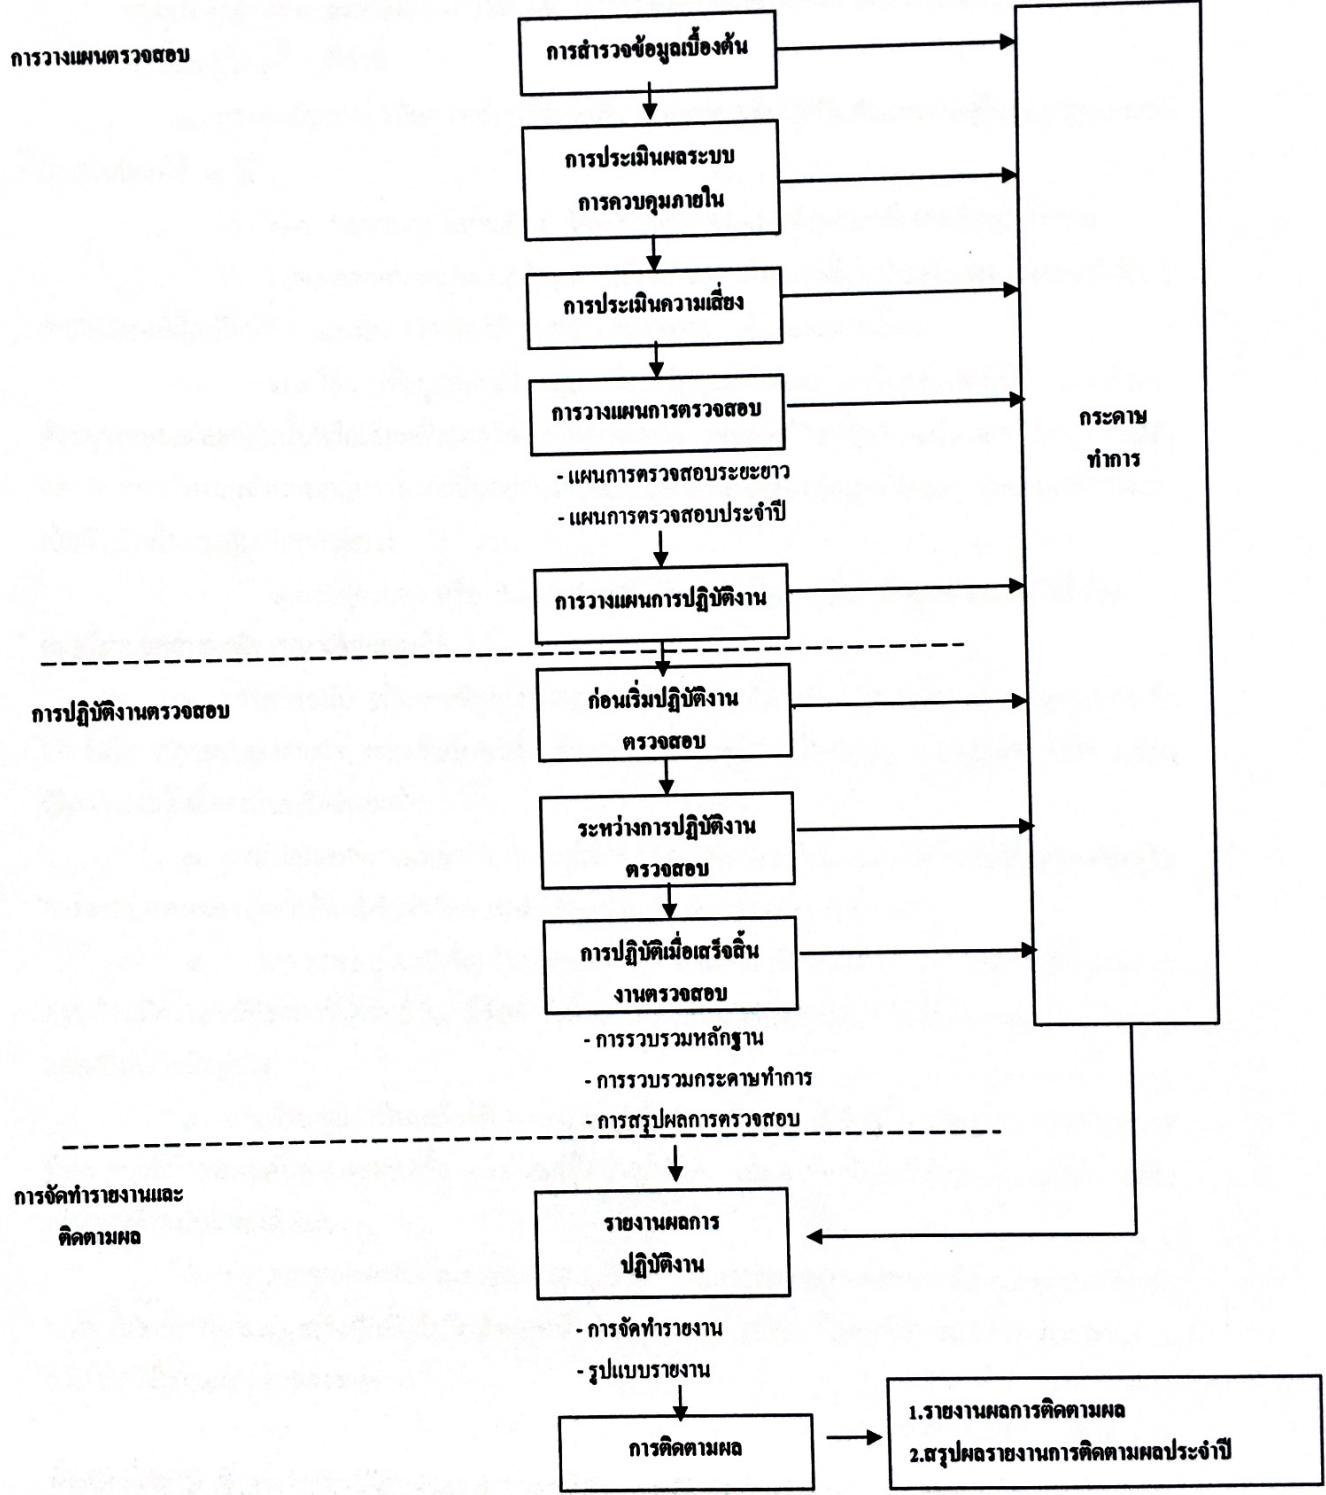 การวางแผนตรวจสอบ
การสำรวจข้อมูลเบื้องต้น
การประเมินผลระบบ
การควบคุมภายใน
การประเมินความเสี่ยง
การวางแผนการตรวจสอบ
- แผนการตรวจสอบระยะยาว
- แผนการตรวจสอบประจำปี
การวางแผนการปฏิบัติงาน
กระดาษ
ทำการ
การปฏิบัติงานตรวจสอบ
ก่อนเริ่มปฏิบัติงาน
ตรวจสอบ
ระหว่างการปฏิบัติงาน
ตรวจสอบ
การปฏิบัติเมื่อเสร็จสิ้น
งานตรวจสอบ
- การรวบรวมหลักฐาน
- การรวบรวมกระดาษทำการ
- การสรุปผลการตรวจสอบ
การจัดทำรายงานและ
ติดตามผล
รายงานผลการ
ปฏิบัติงาน
- การจัดทำรายงาน
- รูปแบบรายงาน
การติดตามผล
1.รายงานผลการติดตามผล
2.สรุปผลรายงานการติดตามผลประจำปี